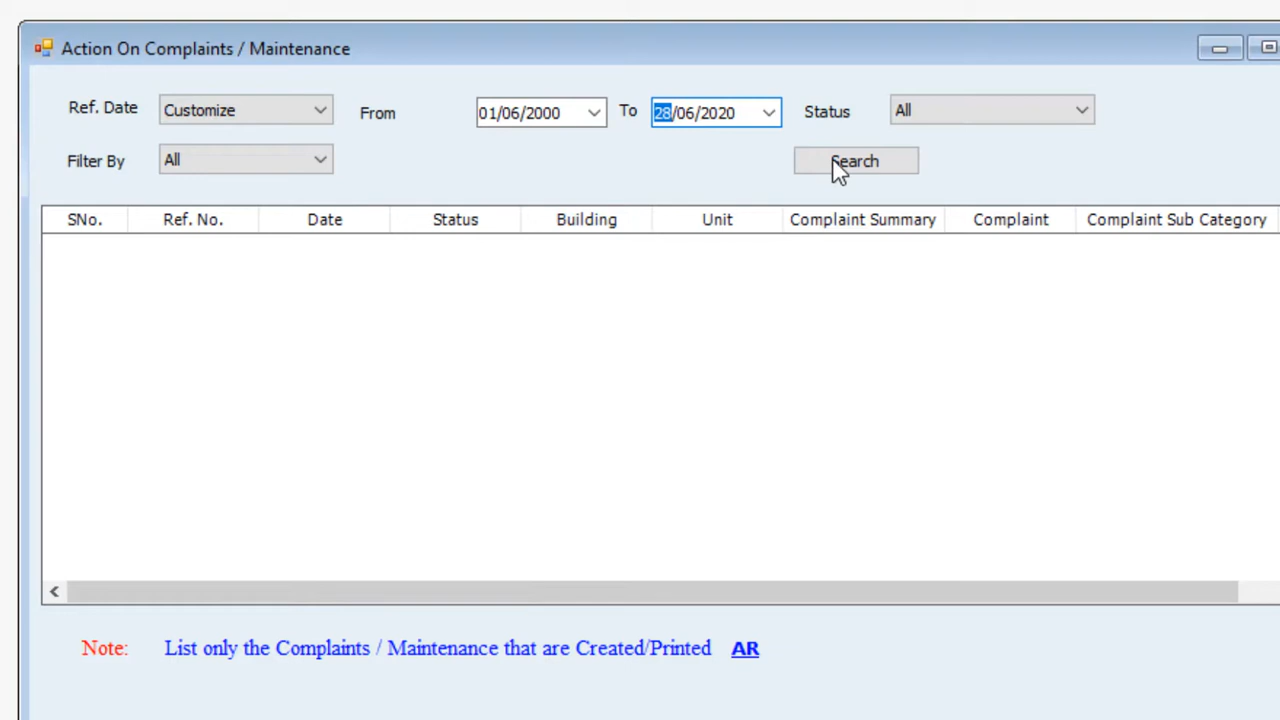 Action On Complaints / Maintenance
Ref. Date Customize From 01/06/2000 To 28/06/2020 Status All
Filter By All Search
SNo. Ref. No. Date Status Building Unit Complaint Summary Complaint Complaint Sub Category
Note: List only the Complaints / Maintenance that are Created/Printed AR